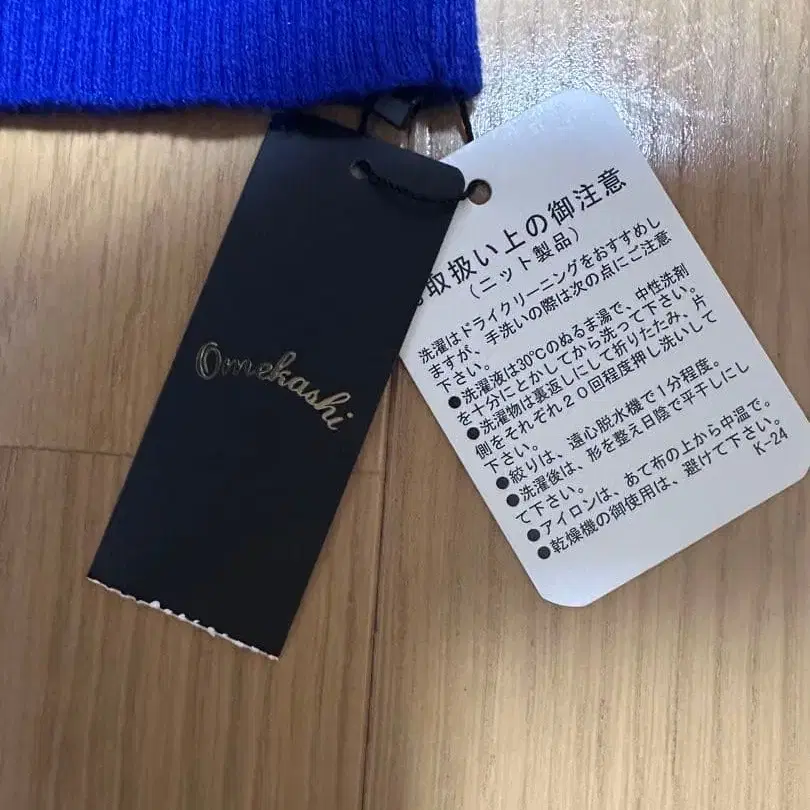 Omekashi
取扱い上の御注意
(ニット製品)
洗濯はドライクリーニングをおすすめし
ますが、手洗いの際は次の点にご注意
下さい。
●洗濯液は30℃のぬるま湯で、中性洗剤
を十分にとかしてから洗って下さい。
●洗濯物は裏返しにして折りたたみ、片
側をそれぞれ20回程度押し洗いして
下さい。
●絞りは、遠心脱水機で1分程度。
●洗濯後は、形を整え日陰で平干しにし
て下さい。
●アイロンは、あて布の上から中温で。
●乾燥機の御使用は、避けて下さい。
K-24